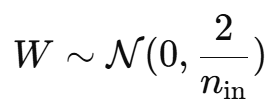 W ∼ 𝒩(0, 2/n_in)